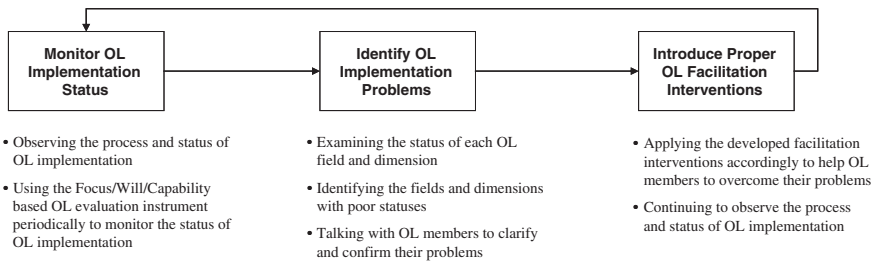 Monitor OL
Implementation
Status
Identify OL
Implementation
Problems
Introduce Proper
OL Facilitation
Interventions
• Observing the process and status of
OL implementation
• Using the Focus/Will/Capability
based OL evaluation instrument
periodically to monitor the status of
OL implementation
• Examining the status of each OL
field and dimension
• Identifying the fields and dimensions
with poor statuses
• Talking with OL members to clarify
and confirm their problems
• Applying the developed facilitation
interventions accordingly to help OL
members to overcome their problems
• Continuing to observe the process
and status of OL implementation